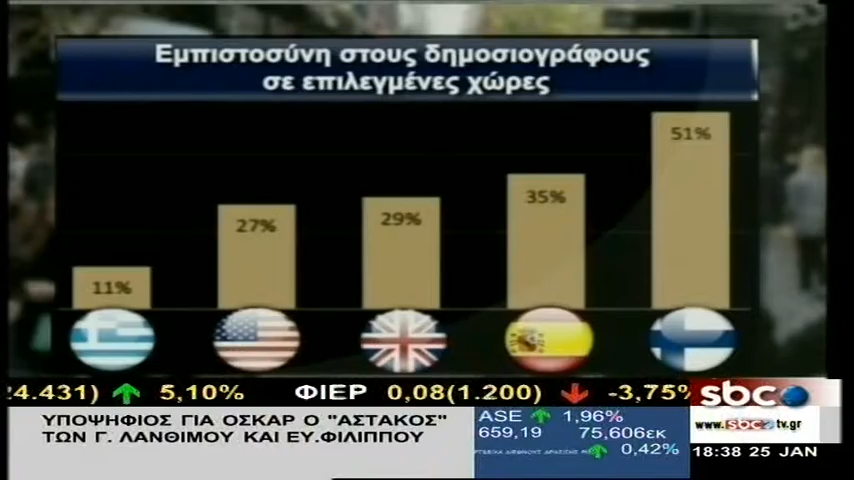 Εμπιστοσύνη στους δημοσιογράφους
σε επιλεγμένες χώρες
11%
27%
29%
35%
51%
24.431) 5,10% ΦΙΕΡ 0,08(1.200) -3,75%
sbc
www.sbctv.gr
ΥΠΟΨΗΦΙΟΣ ΓΙΑ ΟΣΚΑΡ Ο "ΑΣΤΑΚΟΣ"
ΤΩΝ Γ. ΛΑΝΘΙΜΟΥ ΚΑΙ ΕΥ.ΦΙΛΙΠΠΟΥ
ASE 1,96%
659,19 75,606εκ
0,42%
18:38 25 JAN